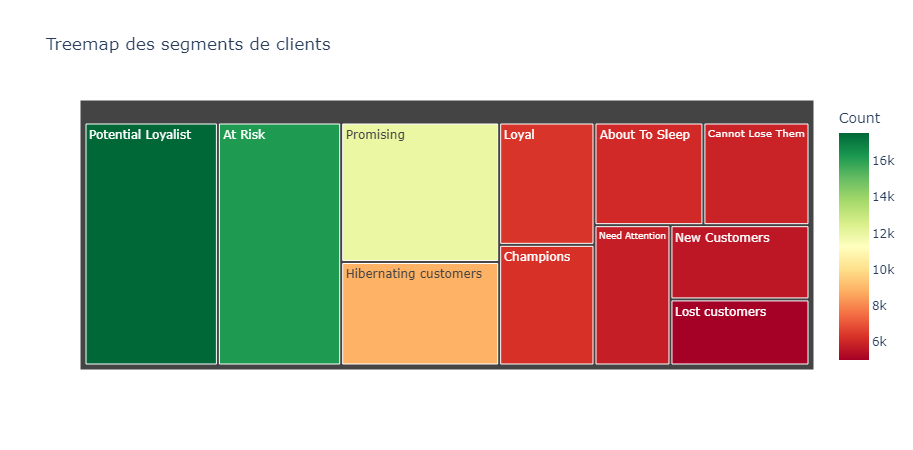 Treemap des segments de clients
Potential Loyalist
At Risk
Promising
Hibernating customers
Loyal
Champions
About To Sleep
Cannot Lose Them
Need Attention
New Customers
Lost customers
Count
16k
14k
12k
10k
8k
6k